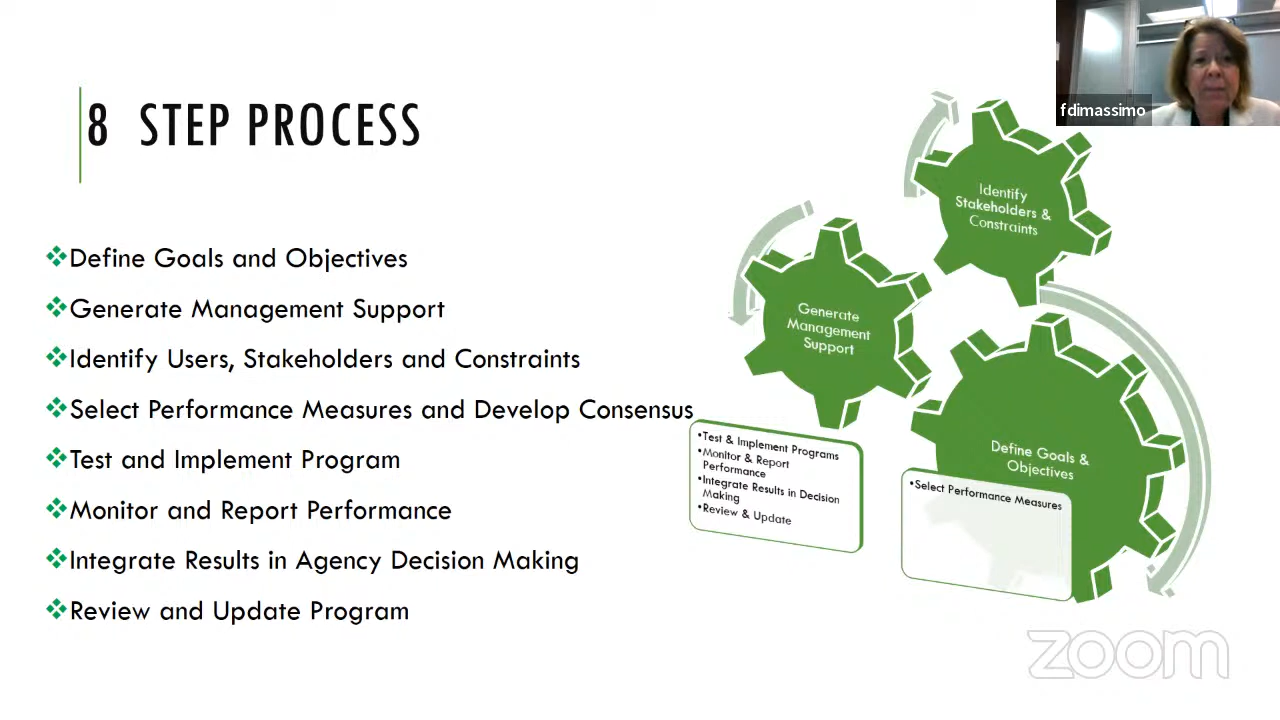 8 STEP PROCESS
Define Goals and Objectives
Generate Management Support
Identify Users, Stakeholders and Constraints
Select Performance Measures and Develop Consensus
Test and Implement Program
Monitor and Report Performance
Integrate Results in Agency Decision Making
Review and Update Program
fdimassimo
Identify
Stakeholders &
Constraints
Generate
Management
Support
Define Goals &
Objectives
•Test & Implement Programs
•Monitor & Report
Performance
•Integrate Results in Decision
Making
•Review & Update
•Select Performance Measures
zoom